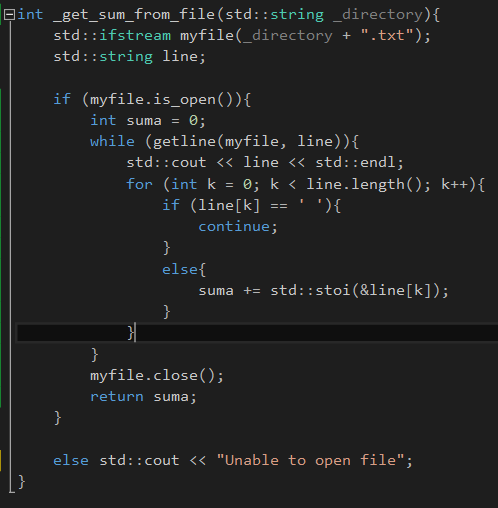 int _get_sum_from_file(std::string _directory){
    std::ifstream myfile(_directory + ".txt");
    std::string line;

    if (myfile.is_open()){
        int suma = 0;
        while (getline(myfile, line)){
            std::cout << line << std::endl;
            for (int k = 0; k < line.length(); k++){
                if (line[k] == ' '){
                    continue;
                }
                else{
                    suma += std::stoi(&line[k]);
                }
            }
        }
        myfile.close();
        return suma;
    }

    else std::cout << "Unable to open file";
}